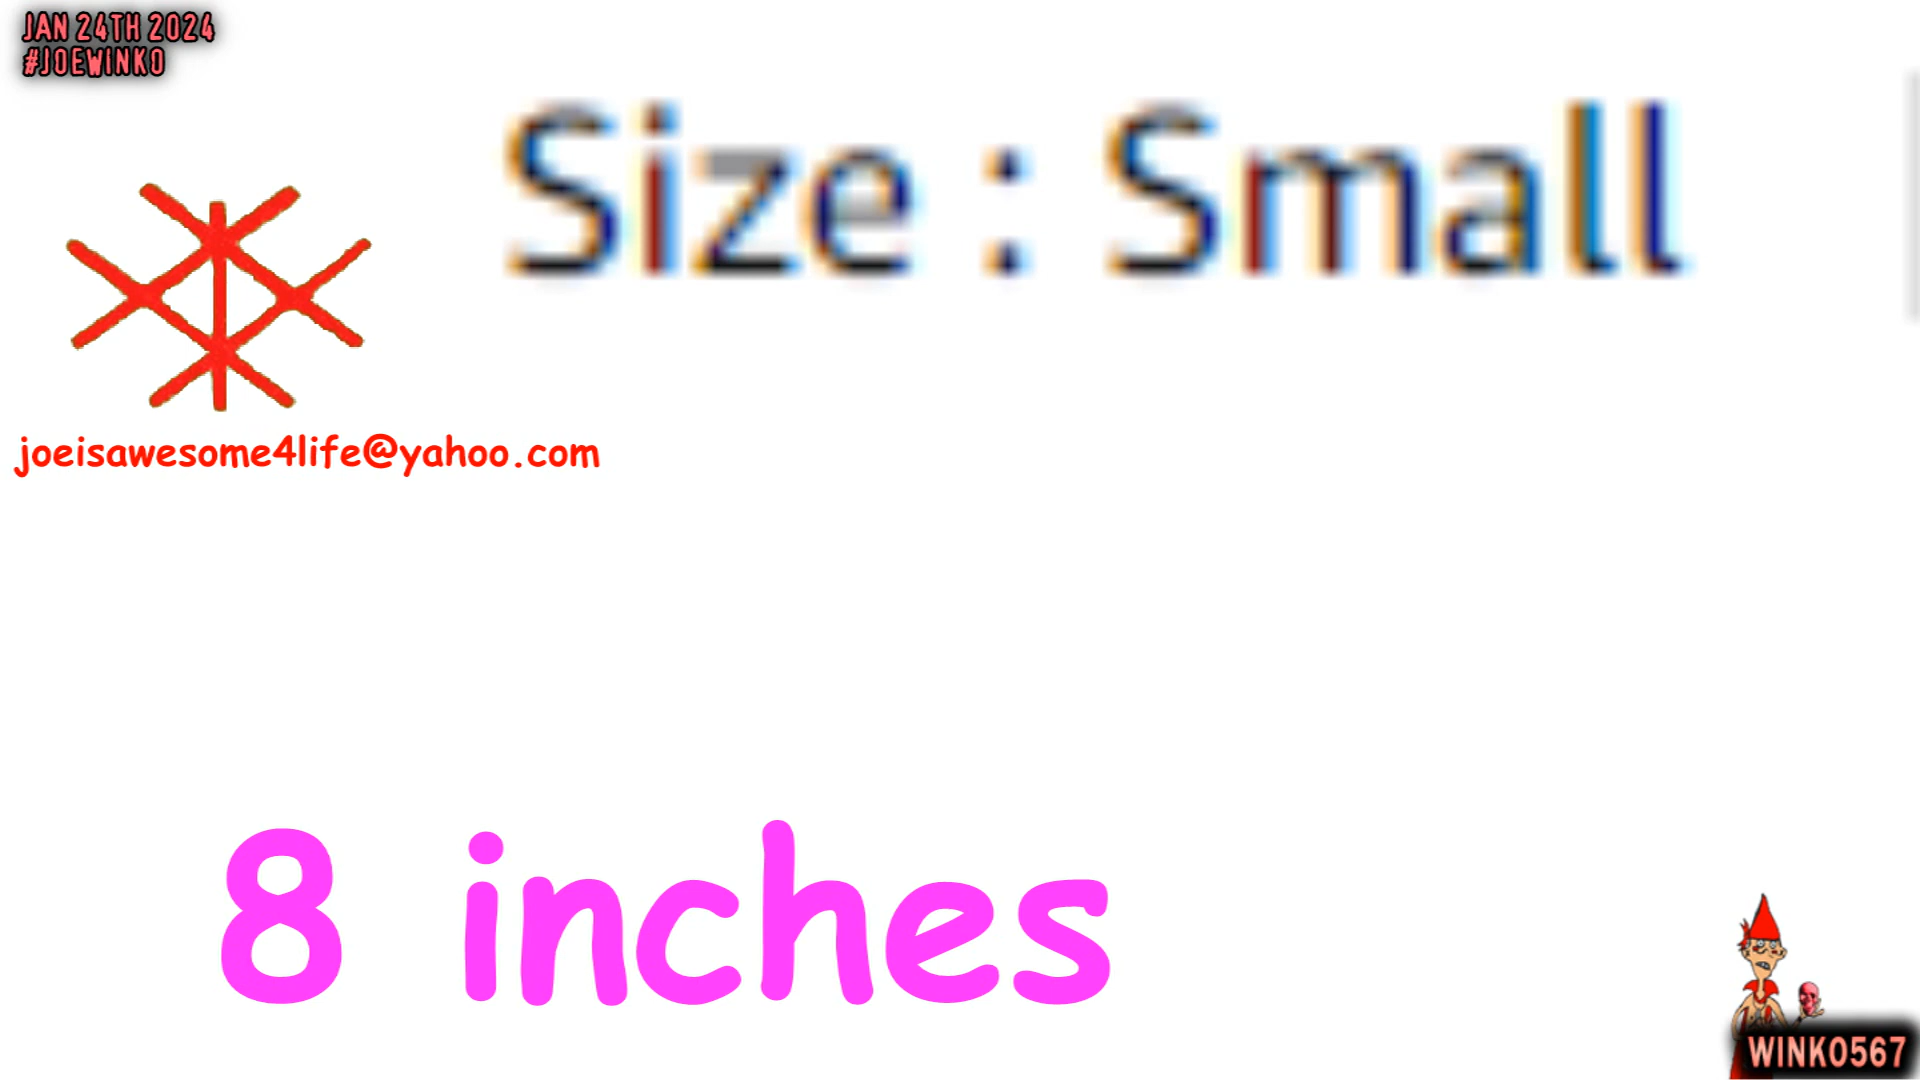 JAN 24TH 2024
#JOEWINKO
Size : Small
joeisawesome4life@yahoo.com
8 inches
WINKO567